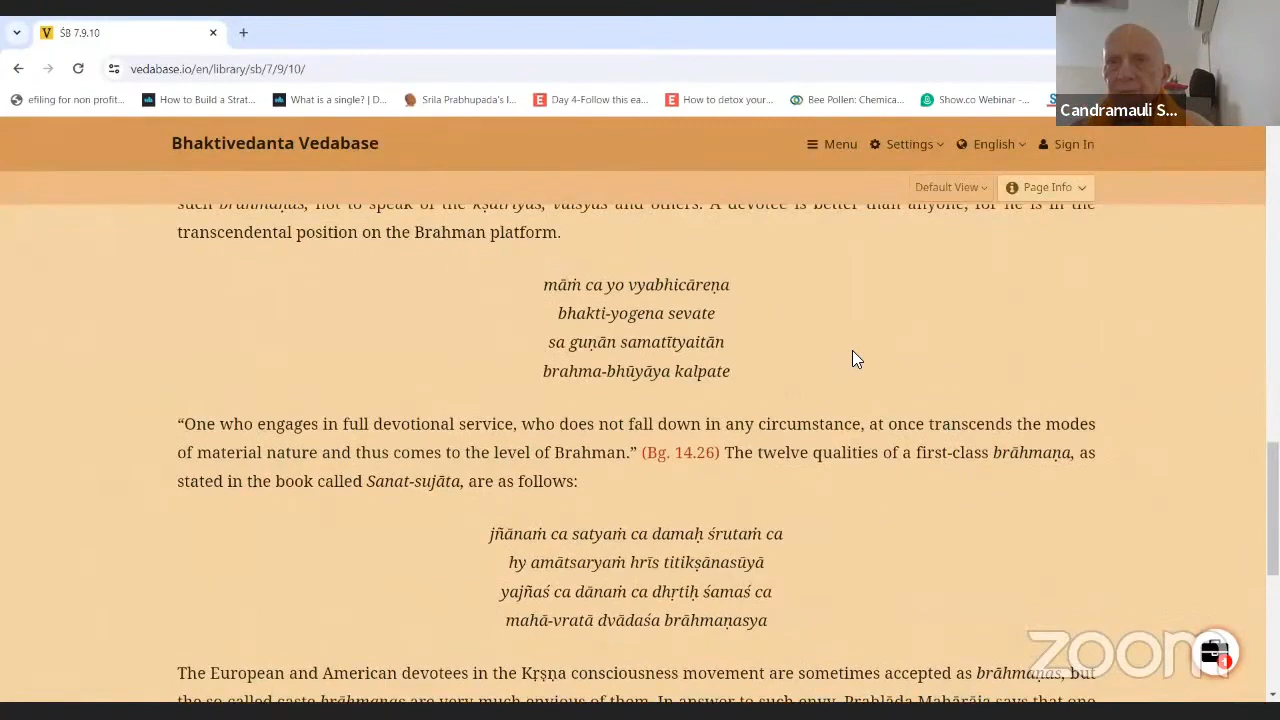 ŚB 7.9.10
vedabase.io/en/library/sb/7/9/10/
efiling for non profit... How to Build a Strat... What is a singl? | D... Srila Prabhupada's l... Day 4-Follow this ea... How to detox your... Bee Pollen: Chemica... Show.co Webinar -...
Candramauli S...
Bhaktivedanta Vedabase
Menu Settings English Sign In
Default View Page Info
such brāhmaṇas, not to speak of the kṣatriyas, vaiśyas and others. A devotee is better than anyone, for he is in the
transcendental position on the Brahman platform.
māṁ ca yo vyabhicāreṇa
bhakti-yogena sevate
sa guṇān samatītyaitān
brahma-bhūyāya kalpate
“One who engages in full devotional service, who does not fall down in any circumstance, at once transcends the modes
of material nature and thus comes to the level of Brahman.” (Bg. 14.26) The twelve qualities of a first-class brāhmaṇa, as
stated in the book called Sanat-sujāta, are as follows:
jñānaṁ ca satyaṁ ca damaḥ śrutaṁ ca
hy amātsaryaṁ hrīs titikṣānasūyā
yajñaś ca dānaṁ ca dhṛtiḥ śamaś ca
mahā-vratā dvādaśa brāhmaṇasya
zoom
The European and American devotees in the Kṛṣṇa consciousness movement are sometimes accepted as brāhmaṇas, but
the so-called caste brāhmaṇas are very much envious of them. In answer to such envy, Prahlāda Mahārāja says that one